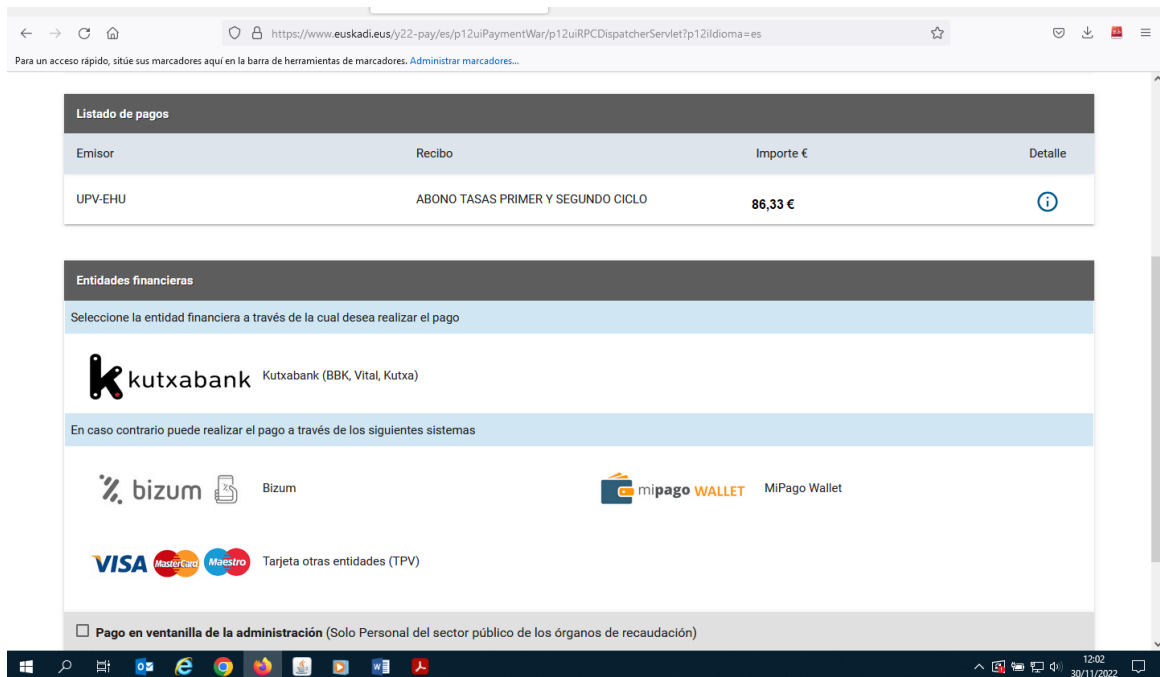 https://www.euskadi.eus/y22-pay/es/p12uiPaymentWar/p12uiRPCDispatcherServlet?p12iIdioma=es
Para un acceso rápido, sitúe sus marcadores aquí en la barra de herramientas de marcadores. Administrar marcadores...
Listado de pagos
Emisor Recibo Importe € Detalle
UPV-EHU ABONO TASAS PRIMER Y SEGUNDO CICLO 86,33 €
Entidades financieras
Seleccione la entidad financiera a través de la cual desea realizar el pago
kutxabank Kutxabank (BBK, Vital, Kutxa)
En caso contrario puede realizar el pago a través de los siguientes sistemas
bizum Bizum mipago WALLET MiPago Wallet
VISA MasterCard Maestro Tarjeta otras entidades (TPV)
Pago en ventanilla de la administración (Solo Personal del sector público de los órganos de recaudación)
12:02
30/11/2022